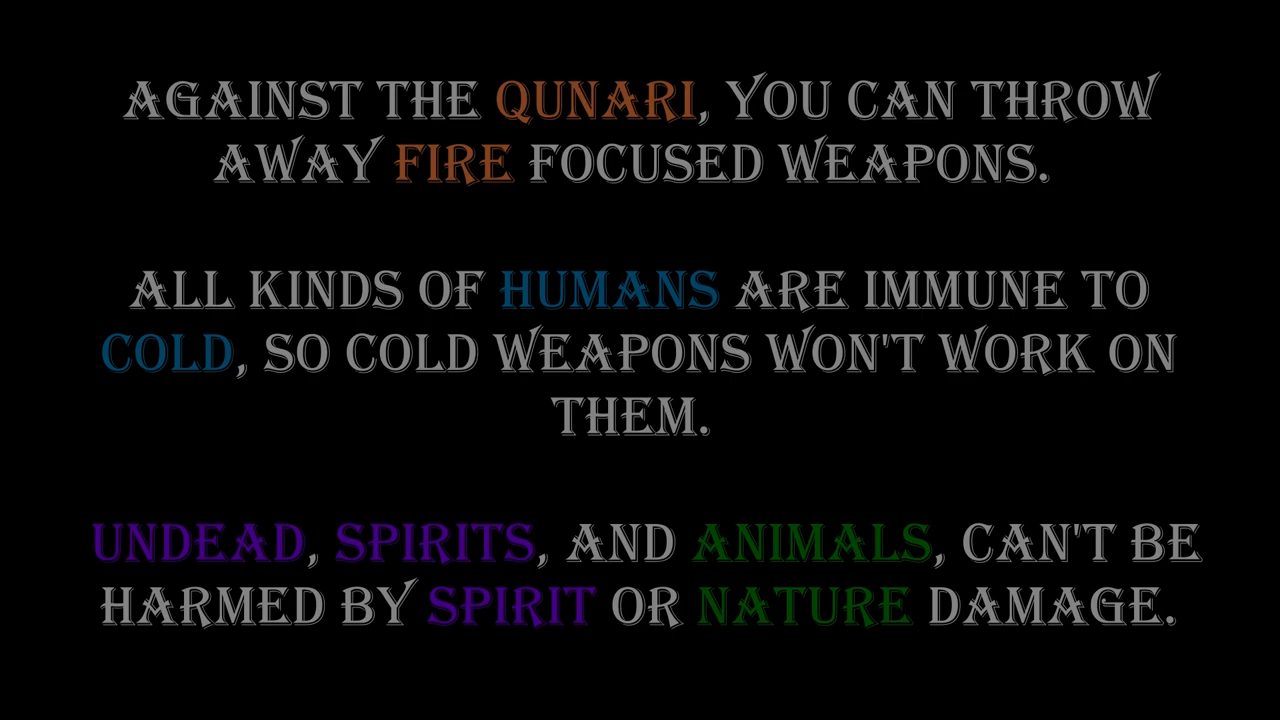 AGAINST THE QUNARI, YOU CAN THROW
AWAY FIRE FOCUSED WEAPONS.
ALL KINDS OF HUMANS ARE IMMUNE TO
COLD, SO COLD WEAPONS WON'T WORK ON
THEM.
UNDEAD, SPIRITS, AND ANIMALS, CAN'T BE
HARMED BY SPIRIT OR NATURE DAMAGE.